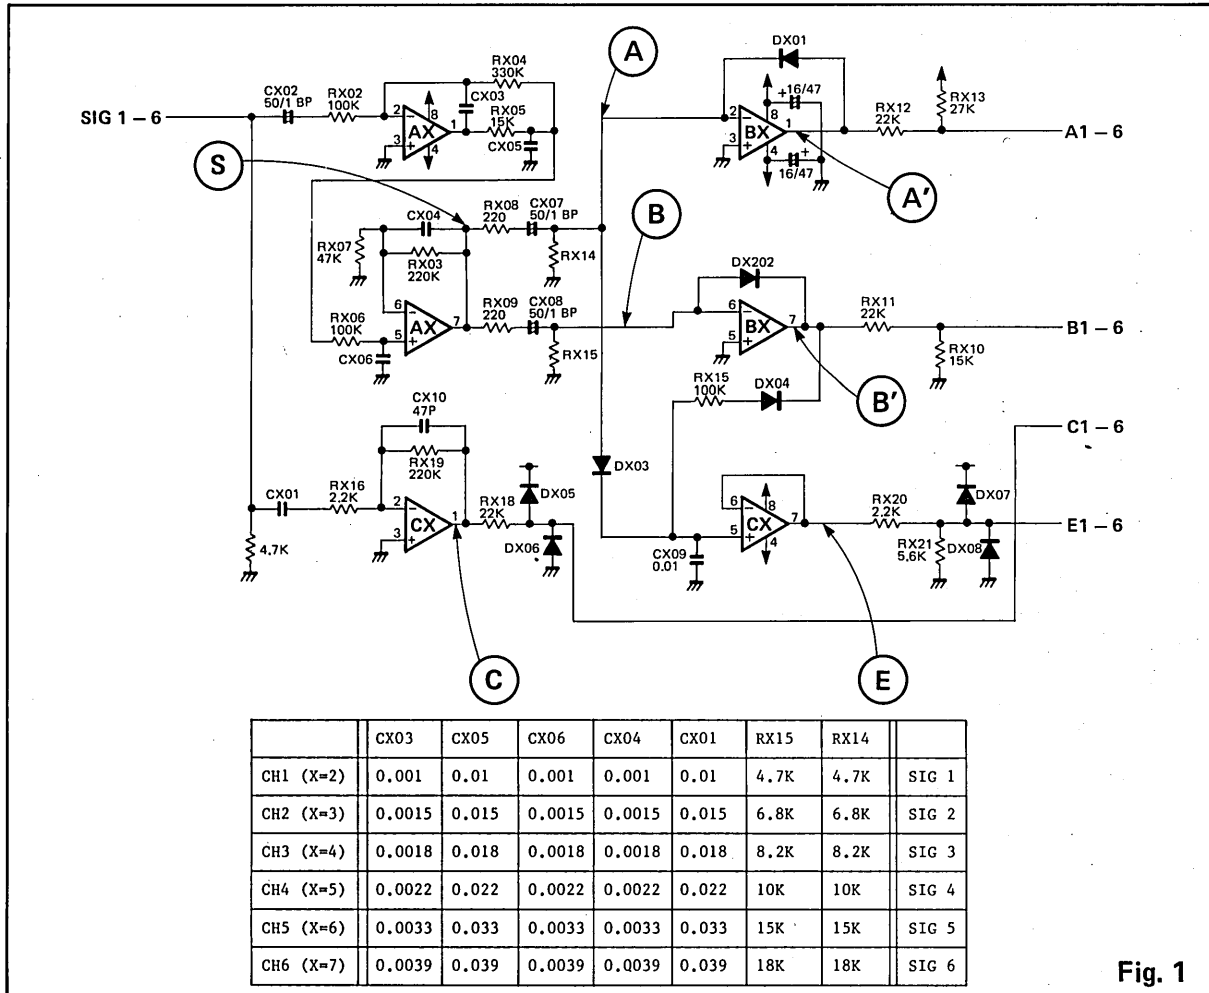 SIG 1 – 6
CX02
50/1 BP
RX02
100K
RX04
330K
CX03
RX05
15K
CX05
2
3
8
AX
1
4
A
DX01
2
3
8
BX
1
4
+16/47
16/47 +
RX12
22K
RX13
27K
A1 – 6
A'
S
CX04
RX07
47K
RX03
220K
RX08
220
CX07
50/1 BP
RX14
B
6
5
AX
7
RX06
100K
CX06
RX09
220
CX08
50/1 BP
RX15
DX202
6
5
BX
7
RX11
22K
RX10
15K
B1 – 6
B'
RX15
100K
DX04
C1 – 6
CX10
47P
RX19
220K
CX01
RX16
2.2K
4.7K
2
3
CX
1
RX18
22K
DX05
DX06
DX03
CX09
0.01
6
5
CX
8
7
4
RX20
2.2K
RX21
5.6K
DX07
DX08
E1 – 6
C
E
CX03 CX05 CX06 CX04 CX01 RX15 RX14
CH1 (X=2) 0.001 0.01 0.001 0.001 0.01 4.7K 4.7K SIG 1
CH2 (X=3) 0.0015 0.015 0.0015 0.0015 0.015 6.8K 6.8K SIG 2
CH3 (X=4) 0.0018 0.018 0.0018 0.0018 0.018 8.2K 8.2K SIG 3
CH4 (X=5) 0.0022 0.022 0.0022 0.0022 0.022 10K 10K SIG 4
CH5 (X=6) 0.0033 0.033 0.0033 0.0033 0.033 15K 15K SIG 5
CH6 (X=7) 0.0039 0.039 0.0039 0.0039 0.039 18K 18K SIG 6
Fig. 1